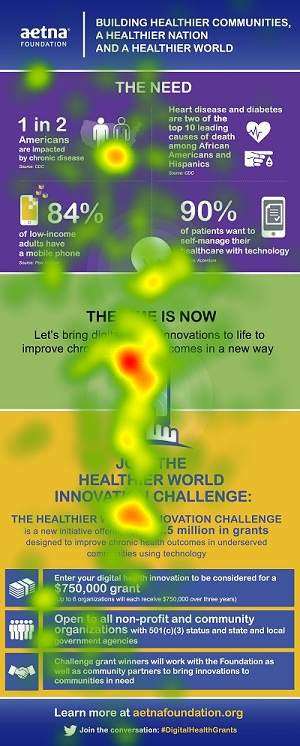 aetna
FOUNDATION
BUILDING HEALTHIER COMMUNITIES,
A HEALTHIER NATION
AND A HEALTHIER WORLD
THE NEED
1 in 2
Americans
are impacted
by chronic disease
Source: CDC
Heart disease and diabetes
are two of the
top 10 leading
causes of death
among African
Americans and
Hispanics
Source: CDC
84%
of low-income
adults have
a mobile phone
Source:
90%
of patients want to
self-manage their
healthcare with technology
Accenture
THE IS NOW
Let's bring innovations to life to
improve in a new way
THE
HEALTHIER WORLD
INNOVATION CHALLENGE:
THE HEALTHIER INNOVATION CHALLENGE
is a new initiative million in grants
designed to improve chronic health outcomes in underserved
communities using technology
Enter your digital health innovation to be considered for a
$750,000 grant
(Up to 6 organizations will each receive $750,000 over three years)
Open to all non-profit and community
organizations with 501(c)(3) status and state and local
government agencies
Challenge grant winners will work with the Foundation as
well as community partners to bring innovations to
communities in need
Learn more at aetnafoundation.org
Join the conversation: #DigitalHealthGrants